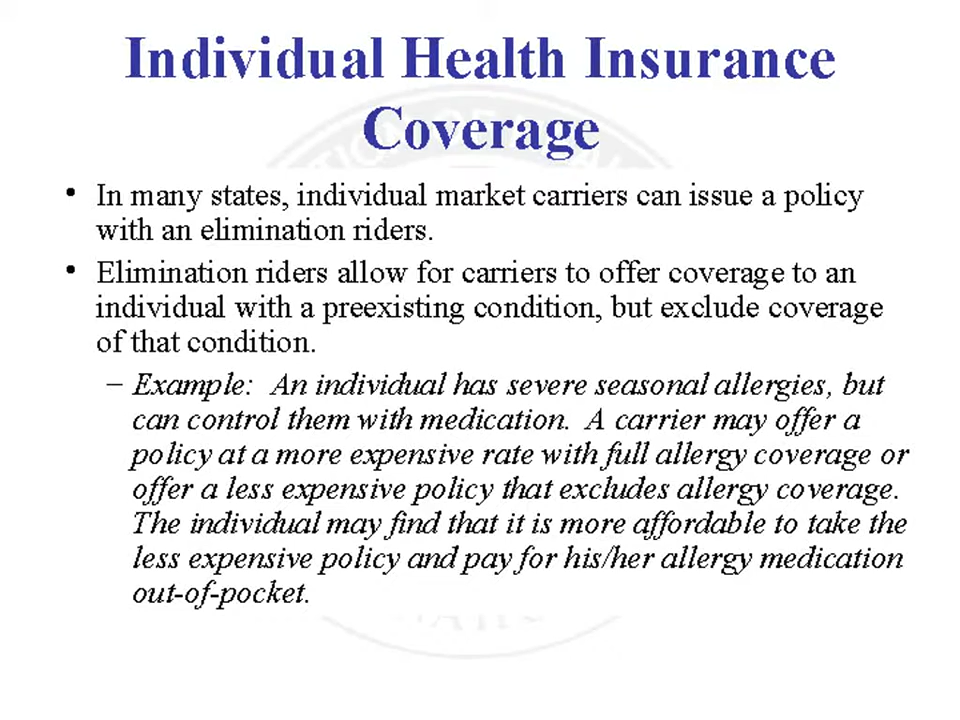 Individual Health Insurance
Coverage
• In many states, individual market carriers can issue a policy
with an elimination riders.
• Elimination riders allow for carriers to offer coverage to an
individual with a preexisting condition, but exclude coverage
of that condition.
– Example:  An individual has severe seasonal allergies, but
can control them with medication.  A carrier may offer a
policy at a more expensive rate with full allergy coverage or
offer a less expensive policy that excludes allergy coverage.
The individual may find that it is more affordable to take the
less expensive policy and pay for his/her allergy medication
out-of-pocket.